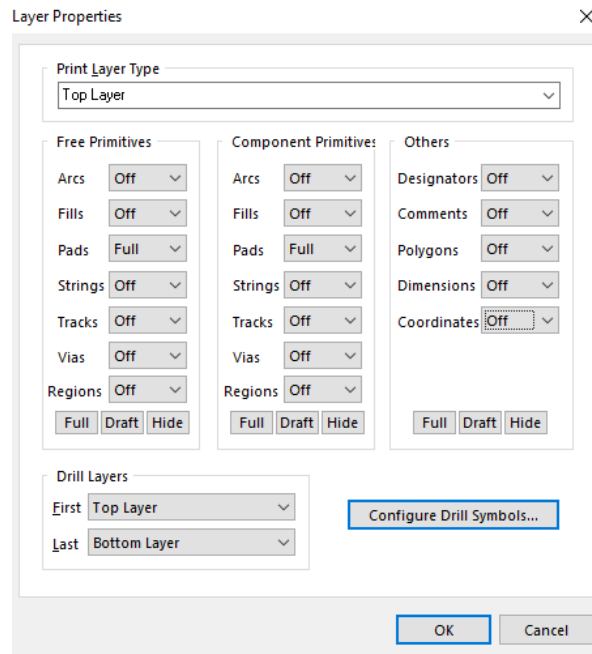 Layer Properties
Print Layer Type
Top Layer
Free Primitives
Arcs Off
Fills Off
Pads Full
Strings Off
Tracks Off
Vias Off
Regions Off
Full Draft Hide
Component Primitives
Arcs Off
Fills Off
Pads Full
Strings Off
Tracks Off
Vias Off
Regions Off
Full Draft Hide
Others
Designators Off
Comments Off
Polygons Off
Dimensions Off
Coordinates Off
Full Draft Hide
Drill Layers
First Top Layer
Last Bottom Layer
Configure Drill Symbols...
OK Cancel